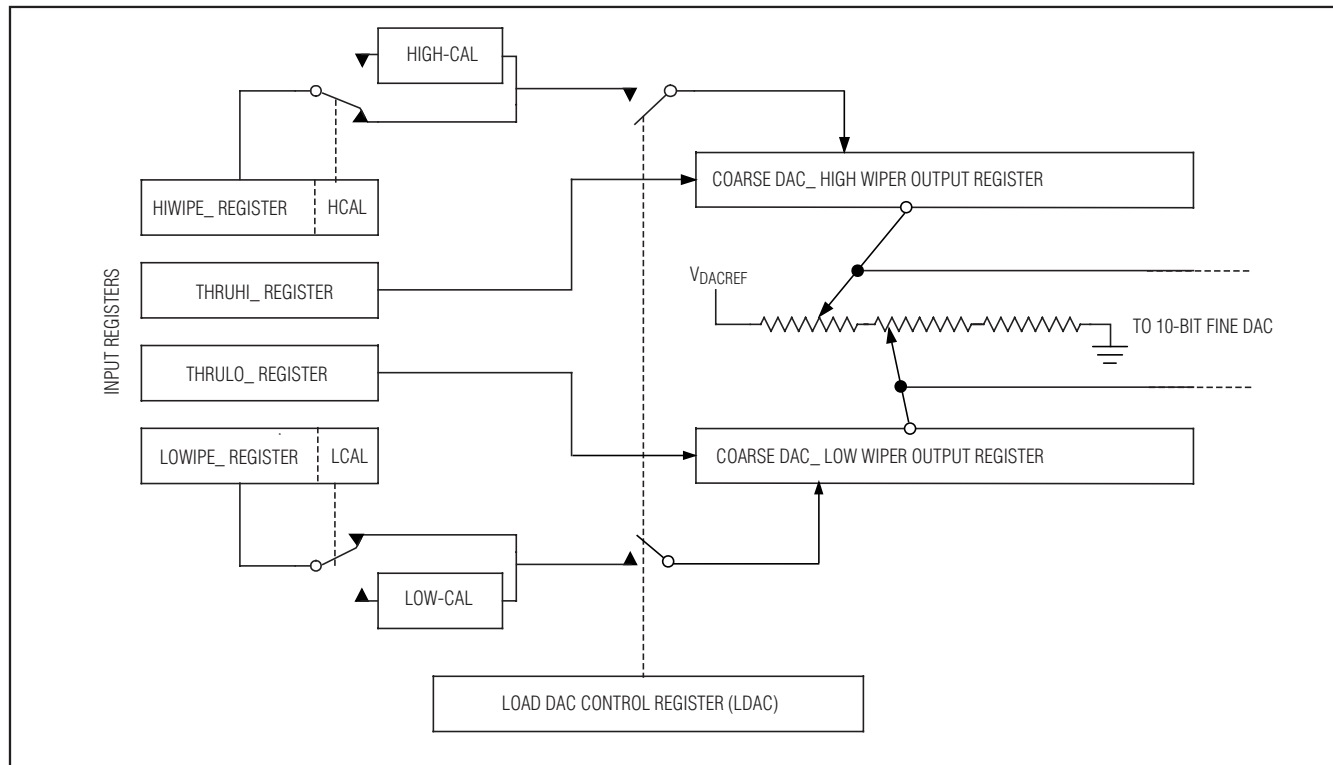 HIGH-CAL
HIWIPE_ REGISTER
HCAL
COARSE DAC_ HIGH WIPER OUTPUT REGISTER
INPUT REGISTERS
THRUHI_ REGISTER
VDACREF
TO 10-BIT FINE DAC
THRULO_ REGISTER
LOWIPE_ REGISTER
LCAL
COARSE DAC_ LOW WIPER OUTPUT REGISTER
LOW-CAL
LOAD DAC CONTROL REGISTER (LDAC)